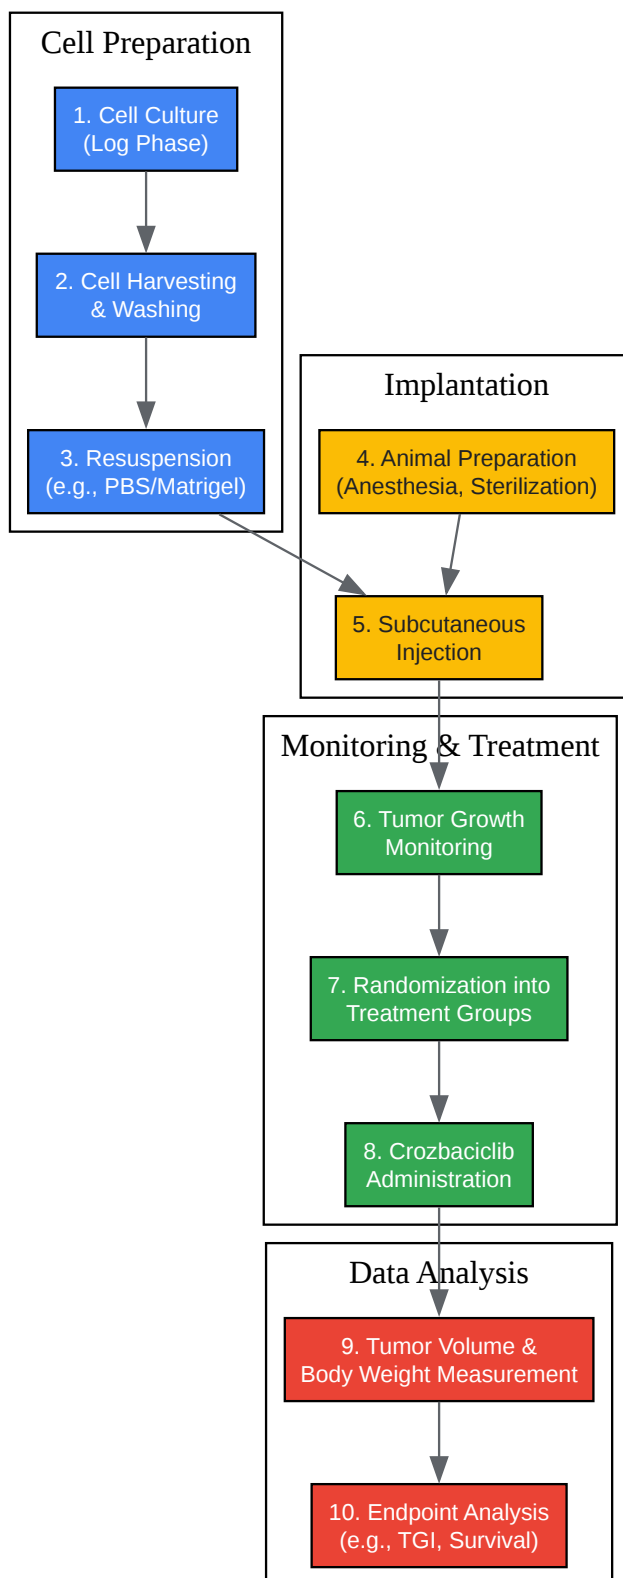 Cell Preparation
1. Cell Culture
(Log Phase)
2. Cell Harvesting
& Washing
3. Resuspension
(e.g., PBS/Matrigel)
Implantation
4. Animal Preparation
(Anesthesia, Sterilization)
5. Subcutaneous
Injection
Monitoring & Treatment
6. Tumor Growth
Monitoring
7. Randomization into
Treatment Groups
8. Crozbaciclib
Administration
Data Analysis
9. Tumor Volume &
Body Weight Measurement
10. Endpoint Analysis
(e.g., TGI, Survival)